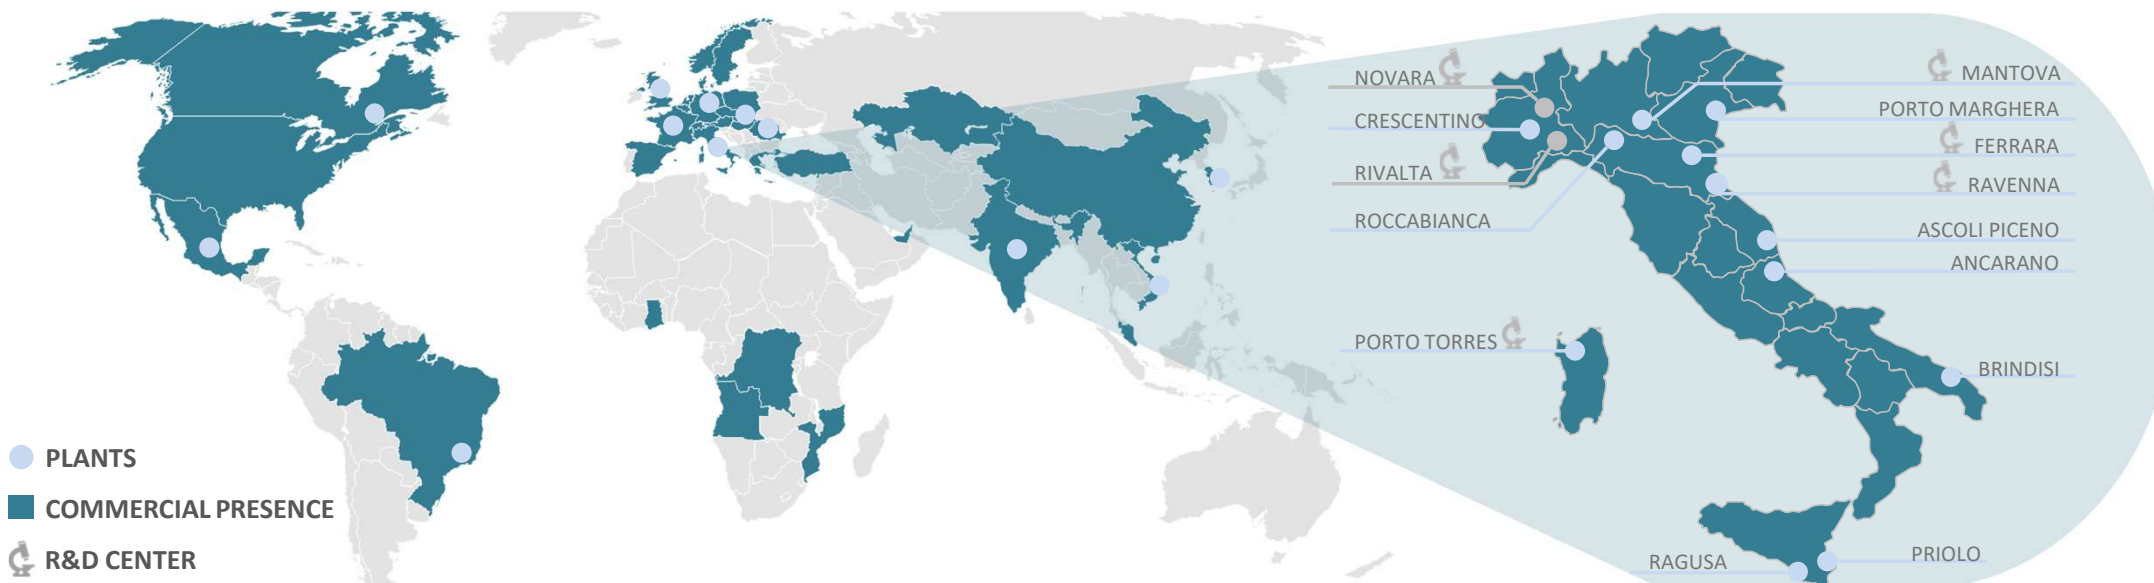 NOVARA
CRESCENTINO
RIVALTA
ROCCABIANCA
PORTO TORRES
MANTOVA
PORTO MARGHERA
FERRARA
RAVENNA
ASCOLI PICENO
ANCARANO
BRINDISI
PRIOLO
RAGUSA
PLANTS
COMMERCIAL PRESENCE
R&D CENTER